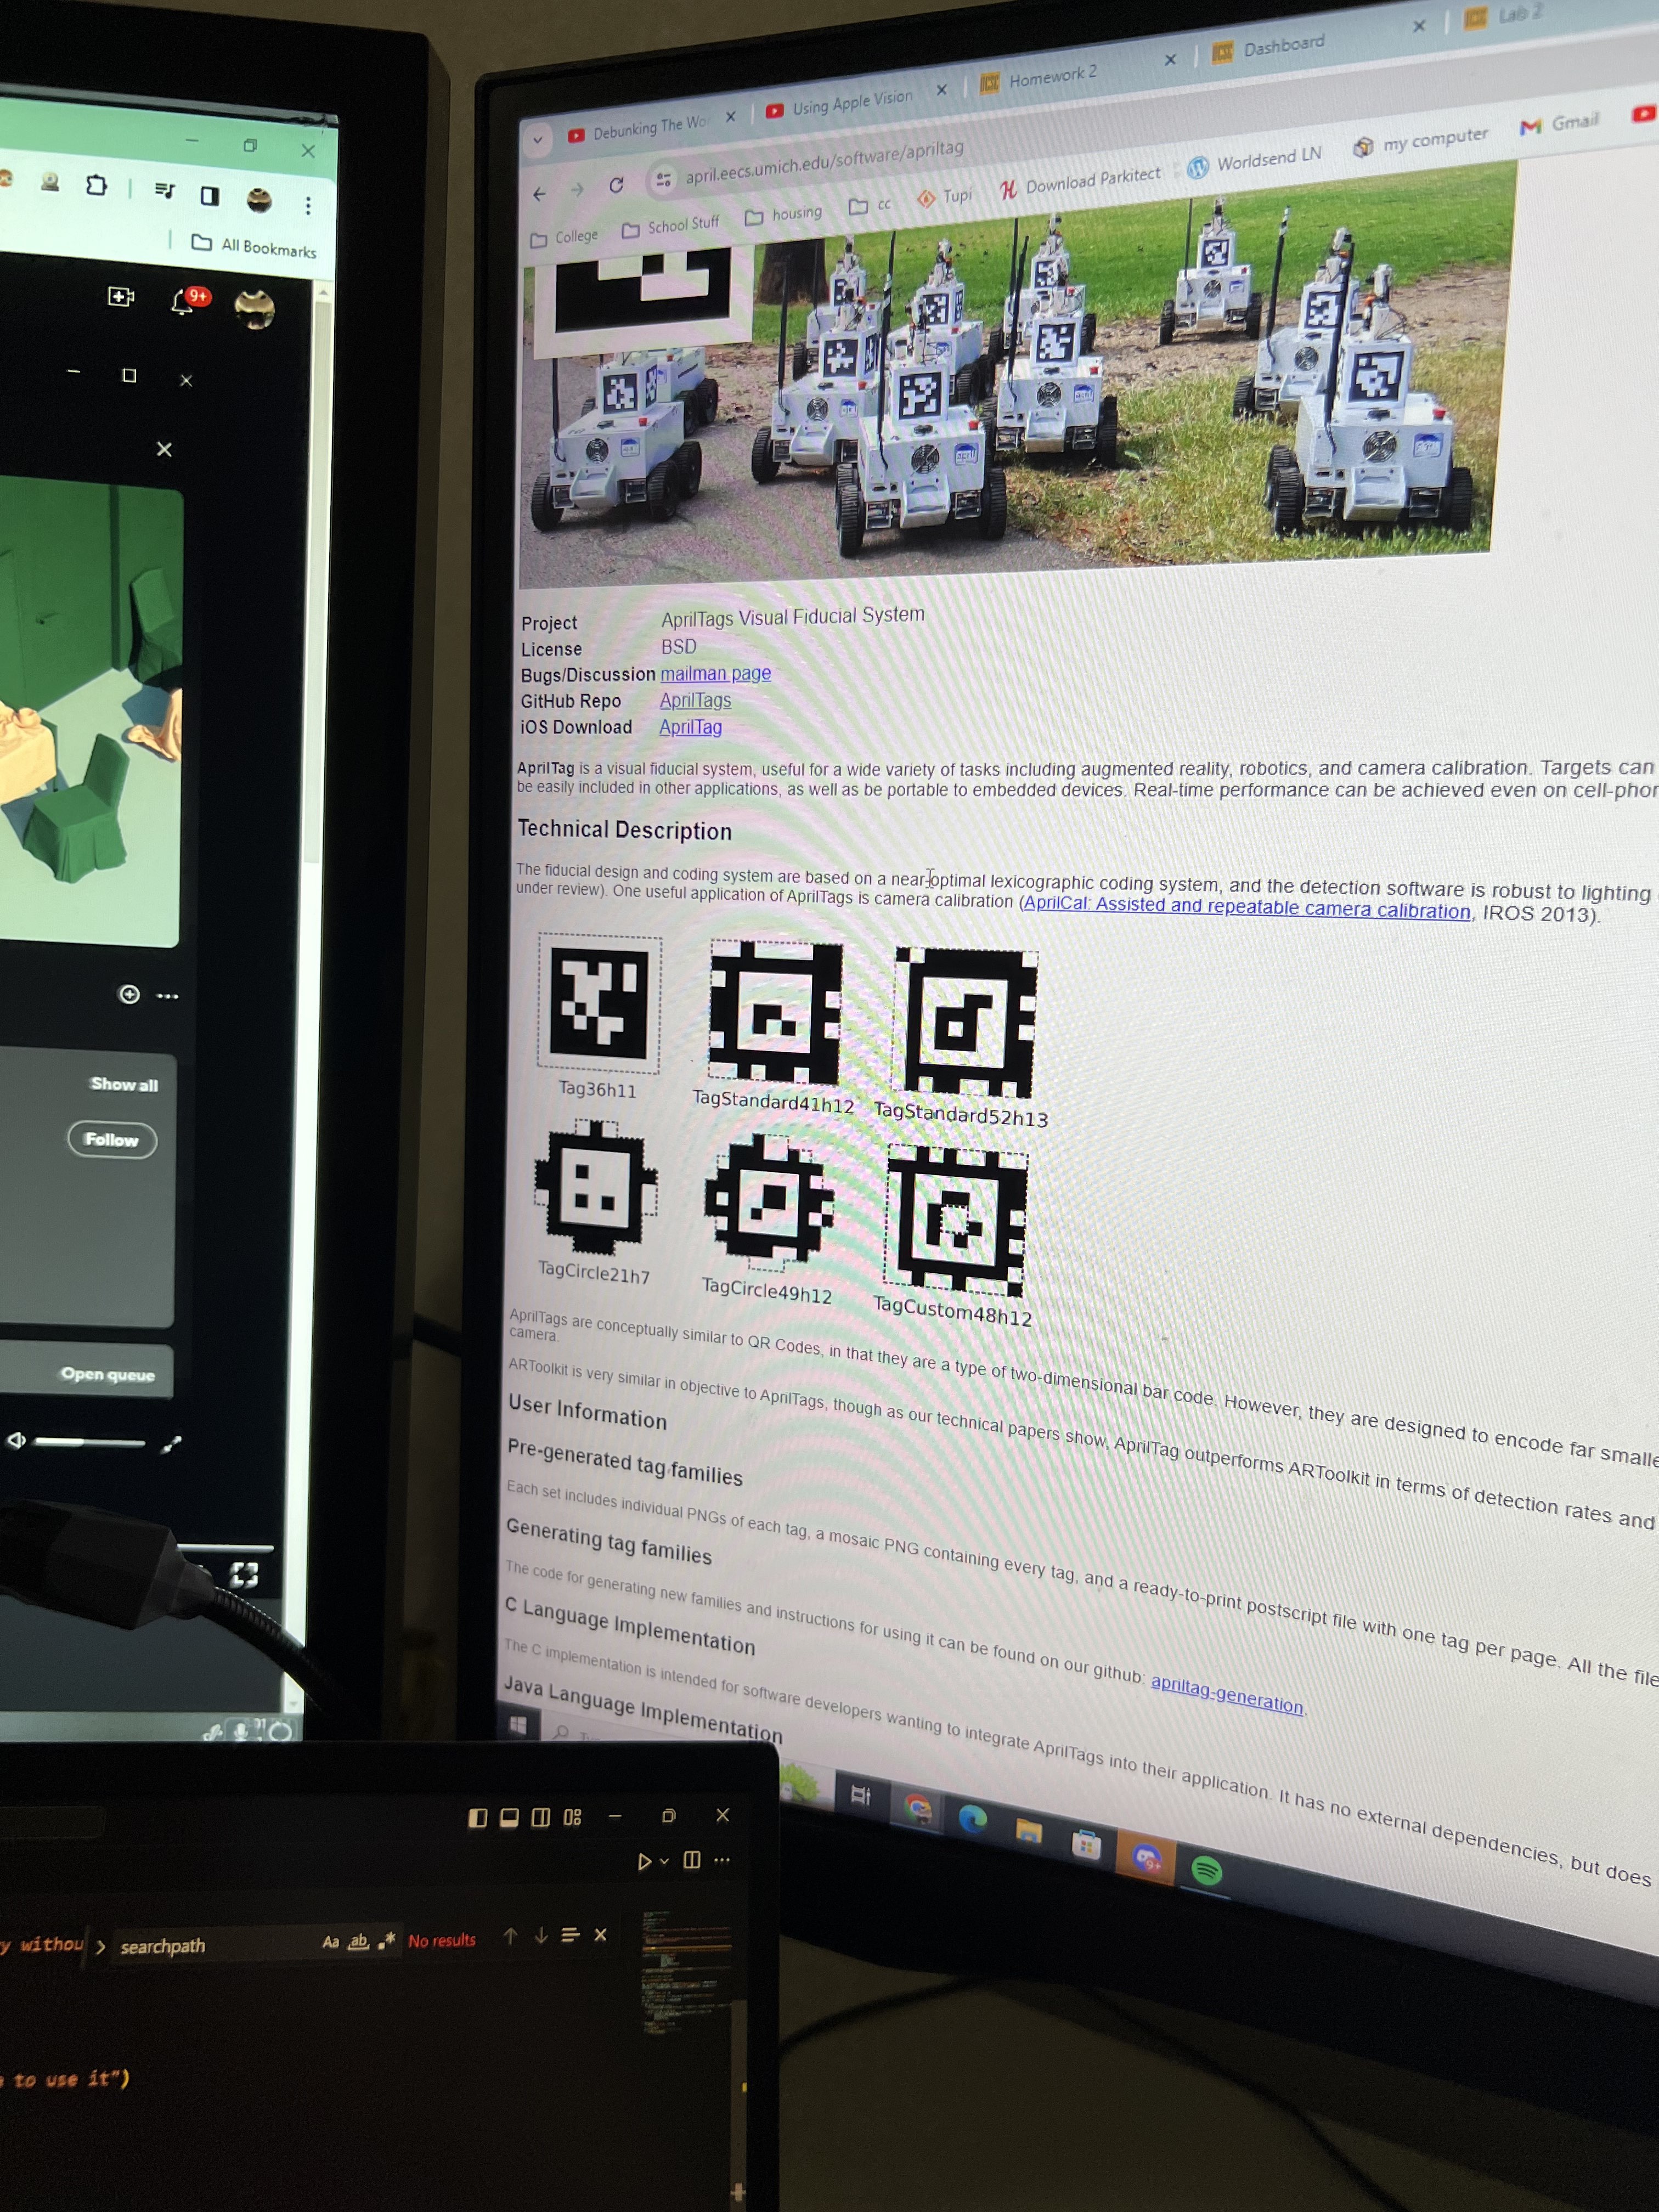 All Bookmarks
9+
Show all
Follow
Open queue
Debunking The Wo
Using Apple Vision
Homework 2
Dashboard
Lab 2
april.eecs.umich.edu/software/apriltag
College
School Stuff
housing
cc
Tupi
Download Parkitect
Worldsend LN
my computer
Gmail
Project AprilTags Visual Fiducial System
License BSD
Bugs/Discussion mailman page
GitHub Repo AprilTags
iOS Download AprilTag
AprilTag is a visual fiducial system, useful for a wide variety of tasks including augmented reality, robotics, and camera calibration. Targets can
be easily included in other applications, as well as be portable to embedded devices. Real-time performance can be achieved even on cell-phon
Technical Description
The fiducial design and coding system are based on a near-optimal lexicographic coding system, and the detection software is robust to lighting
under review). One useful application of AprilTags is camera calibration (AprilCal: Assisted and repeatable camera calibration, IROS 2013).
Tag36h11
TagStandard41h12
TagStandard52h13
TagCircle21h7
TagCircle49h12
TagCustom48h12
AprilTags are conceptually similar to QR Codes, in that they are a type of two-dimensional bar code. However, they are designed to encode far smalle
camera.
ARToolkit is very similar in objective to AprilTags, though as our technical papers show, AprilTag outperforms ARToolkit in terms of detection rates and
User Information
Pre-generated tag families
Each set includes individual PNGs of each tag, a mosaic PNG containing every tag, and a ready-to-print postscript file with one tag per page. All the file
Generating tag families
The code for generating new families and instructions for using it can be found on our github: apriltag-generation.
C Language Implementation
The C implementation is intended for software developers wanting to integrate AprilTags into their application. It has no external dependencies, but does
Java Language Implementation
9+
y withou
searchpath
Aa ab No results
to use it")